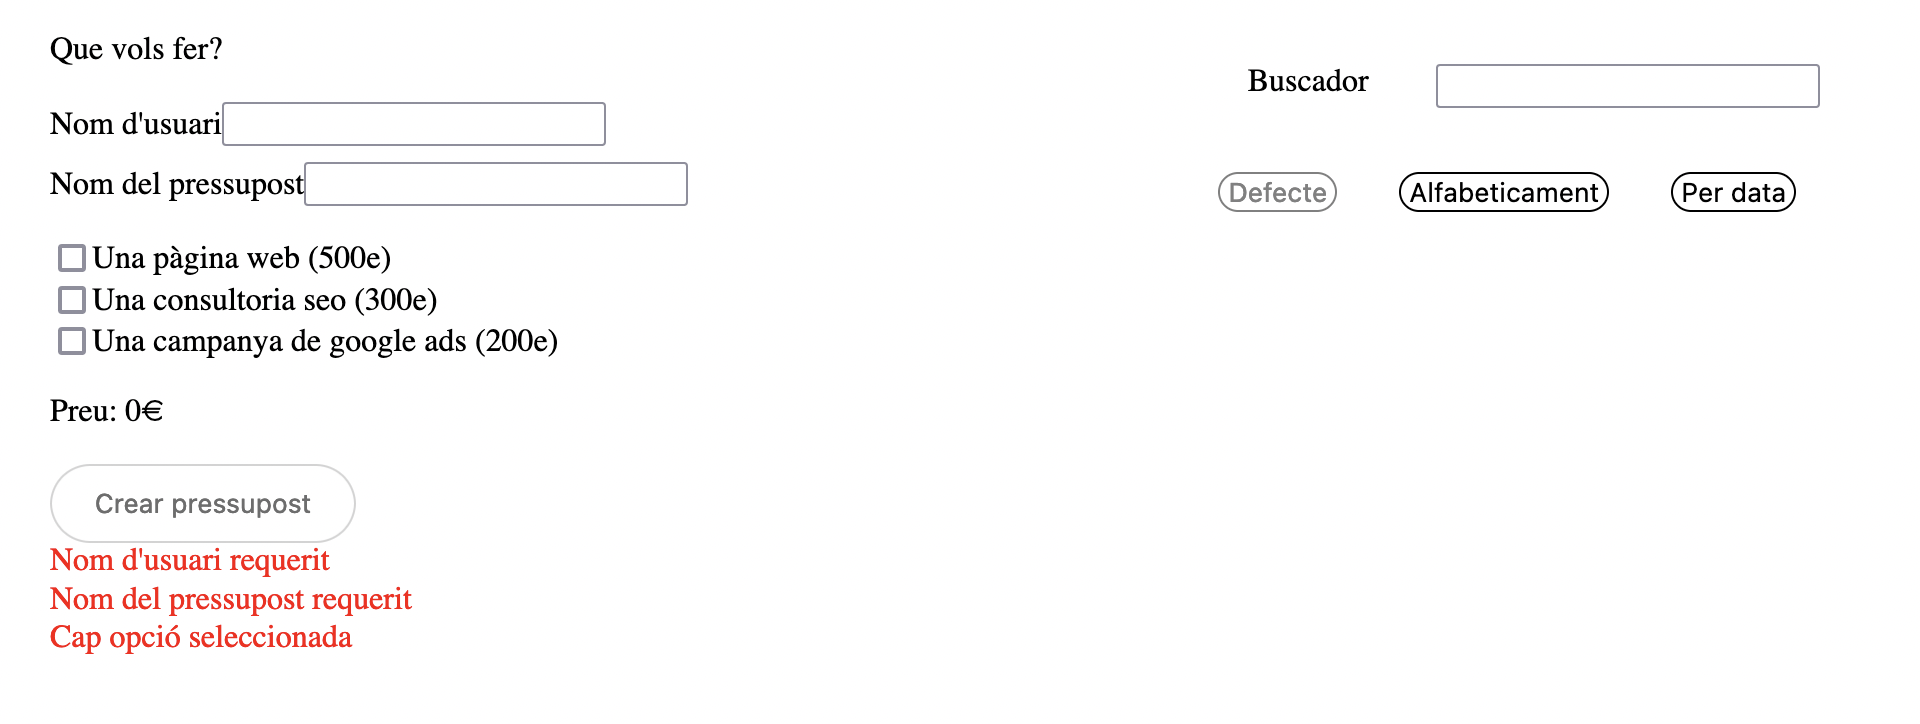 Que vols fer?
Nom d'usuari
Nom del pressupost
Una pàgina web (500e)
Una consultoria seo (300e)
Una campanya de google ads (200e)
Preu: 0€
Crear pressupost
Nom d'usuari requerit
Nom del pressupost requerit
Cap opció seleccionada
Buscador
Defecte Alfabeticament Per data